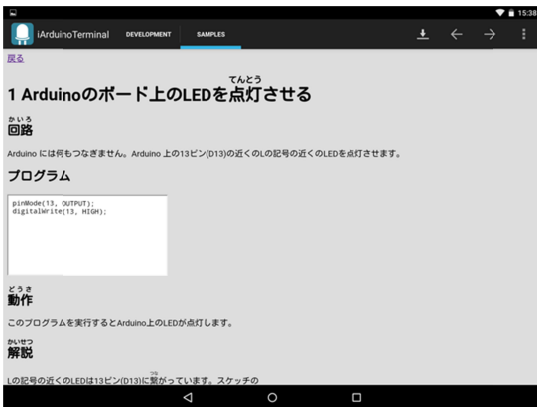 15:38
iArduinoTerminal DEVELOPMENT SAMPLES
戻る
てんとう
1 Arduinoのボード上のLEDを点灯させる
かいろ
回路
Arduino には何もつなぎません。Arduino 上の13ピン(D13)の近くのLの記号の近くのLEDを点灯させます。
プログラム
pinMode(13, OUTPUT);
digitalWrite(13, HIGH);
どうさ
動作
このプログラムを実行するとArduino上のLEDが点灯します。
かいせつ
解説
つな
Lの記号の近くのLEDは13ピン(D13)に繋がっています。スケッチの